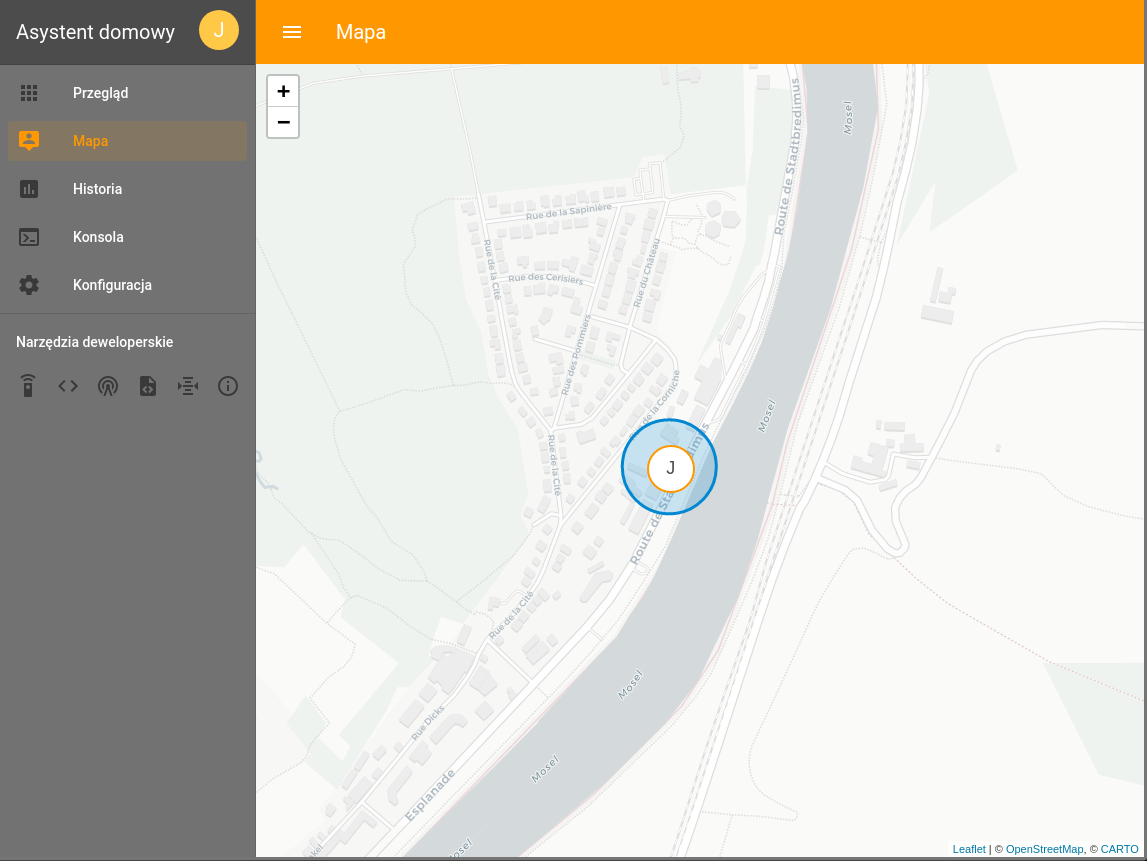 Asystent domowy
J
Mapa
Przegląd
Mapa
Historia
Konsola
Konfiguracja
Narzędzia deweloperskie
+
−
Route de Stadtbredimus
Mosel
Rue de la Sapinière
Rue de la Cité
Rue des Cerisiers
Rue du Château
Rue des Pommiers
de la Corniche
Mosel
Rue de la Cité
J
Route de Sta
dimus
Rue de la Cité
Mosel
Rue Dicks
Mosel
Esplanade
Mosel
Leaflet | © OpenStreetMap, © CARTO